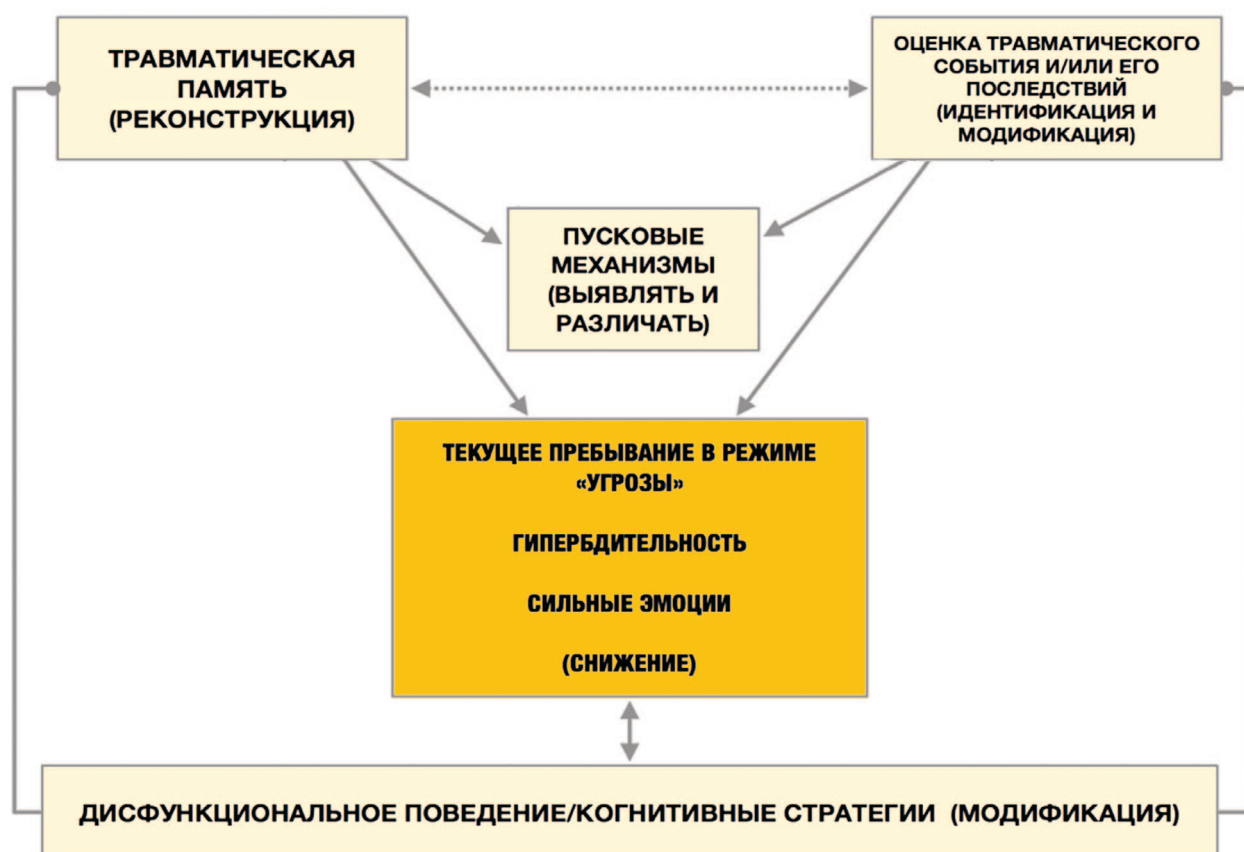 ТРАВМАТИЧЕСКАЯ
ПАМЯТЬ
(РЕКОНСТРУКЦИЯ)
ОЦЕНКА ТРАВМАТИЧЕСКОГО
СОБЫТИЯ И/ИЛИ ЕГО
ПОСЛЕДСТВИЙ
(ИДЕНТИФИКАЦИЯ И
МОДИФИКАЦИЯ)
ПУСКОВЫЕ
МЕХАНИЗМЫ
(ВЫЯВЛЯТЬ И
РАЗЛИЧАТЬ)
ТЕКУЩЕЕ ПРЕБЫВАНИЕ В РЕЖИМЕ
«УГРОЗЫ»
ГИПЕРБДИТЕЛЬНОСТЬ
СИЛЬНЫЕ ЭМОЦИИ
(СНИЖЕНИЕ)
ДИСФУНКЦИОНАЛЬНОЕ ПОВЕДЕНИЕ/КОГНИТИВНЫЕ СТРАТЕГИИ (МОДИФИКАЦИЯ)